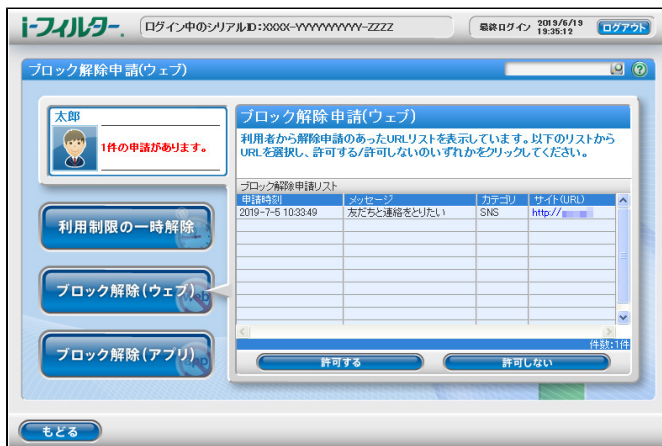 i-フィルター.
ログイン中のシリアルID:XXXX-YYYYYYYYY-ZZZZ
最終ログイン 2019/6/19 19:35:12
ログアウト
ブロック解除申請(ウェブ)
太郎
1件の申請があります。
利用制限の一時解除
ブロック解除(ウェブ)
ブロック解除(アプリ)
ブロック解除申請(ウェブ)
利用者から解除申請のあったURLリストを表示しています。以下のリストから
URLを選択し、許可する/許可しないのいずれかをクリックしてください。
ブロック解除申請リスト
申請時刻 メッセージ カテゴリ サイト(URL)
2019-7-5 10:33:49 友だちと連絡をとりたい SNS http://
件数:1件
許可する 許可しない
もどる